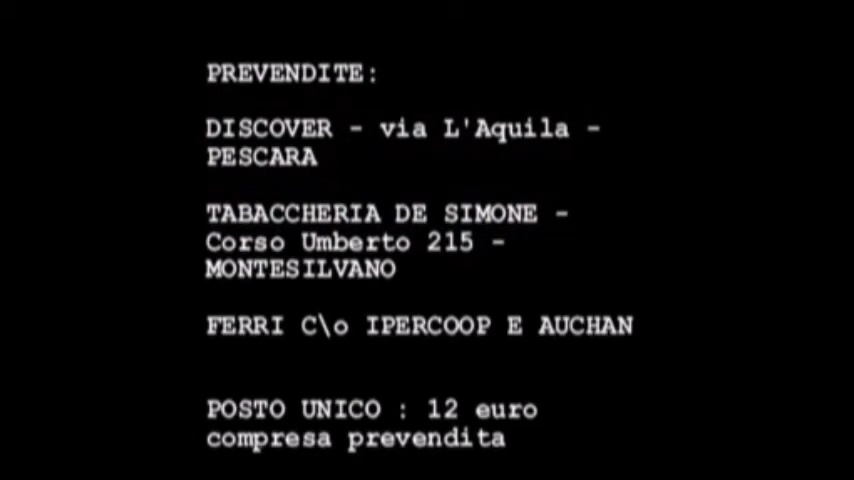 PREVENDITE:
DISCOVER - via L'Aquila -
PESCARA
TABACCHERIA DE SIMONE -
Corso Umberto 215 -
MONTESILVANO
FERRI C\o IPERCOOP E AUCHAN
POSTO UNICO : 12 euro
compresa prevendita